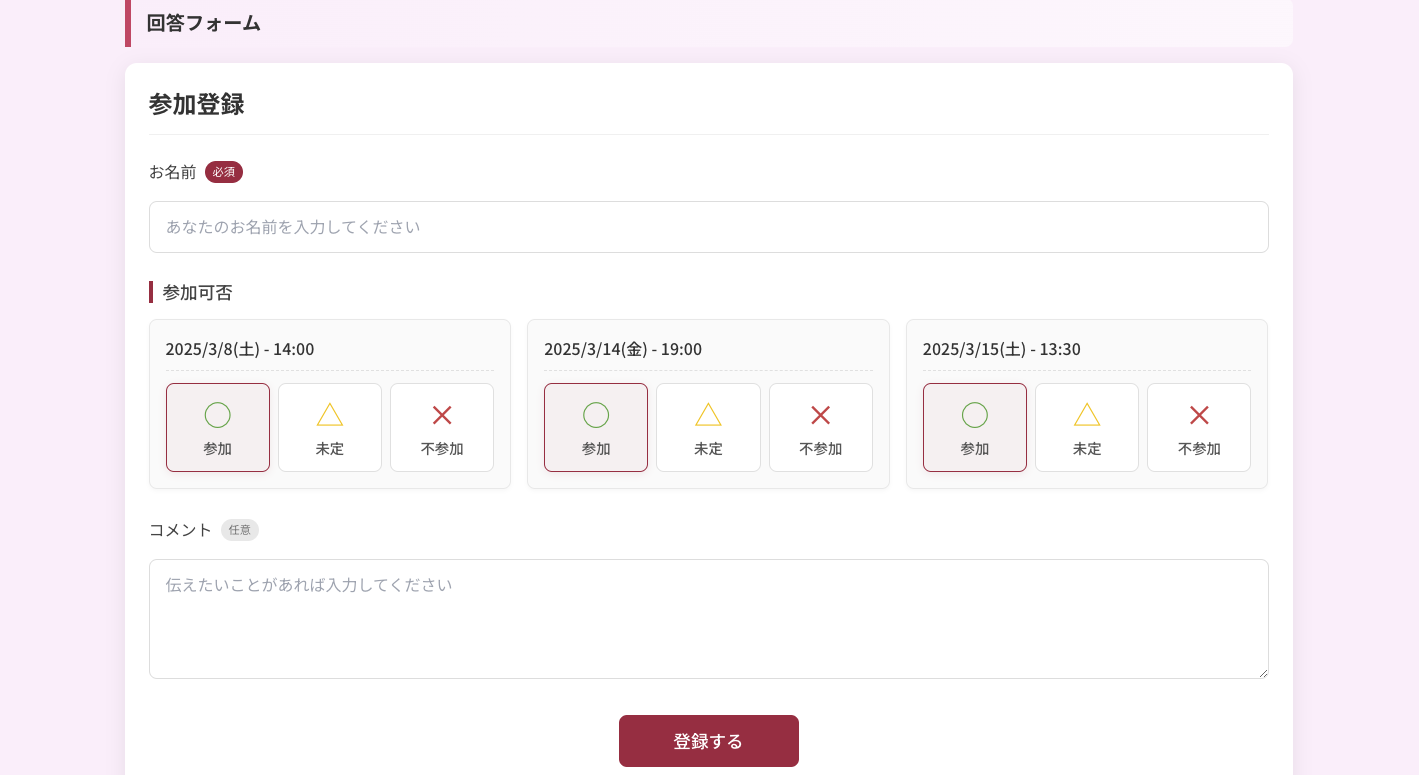 回答フォーム
参加登録
お名前 必須
あなたのお名前を入力してください
参加可否
2025/3/8(土) - 14:00
○ △ ×
参加 未定 不参加
2025/3/14(金) - 19:00
○ △ ×
参加 未定 不参加
2025/3/15(土) - 13:30
○ △ ×
参加 未定 不参加
コメント 任意
伝えたいことがあれば入力してください
登録する